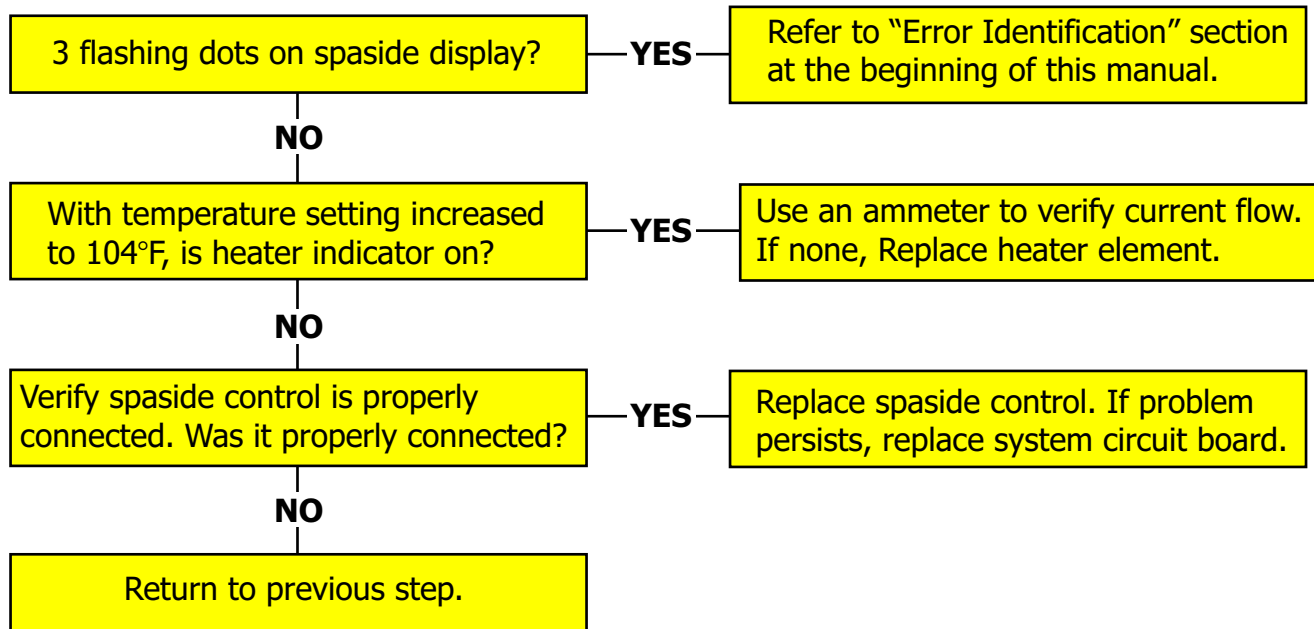 3 flashing dots on spaside display?
YES
Refer to “Error Identification” section
at the beginning of this manual.
NO
With temperature setting increased
to 104°F, is heater indicator on?
YES
Use an ammeter to verify current flow.
If none, Replace heater element.
NO
Verify spaside control is properly
connected. Was it properly connected?
YES
Replace spaside control. If problem
persists, replace system circuit board.
NO
Return to previous step.